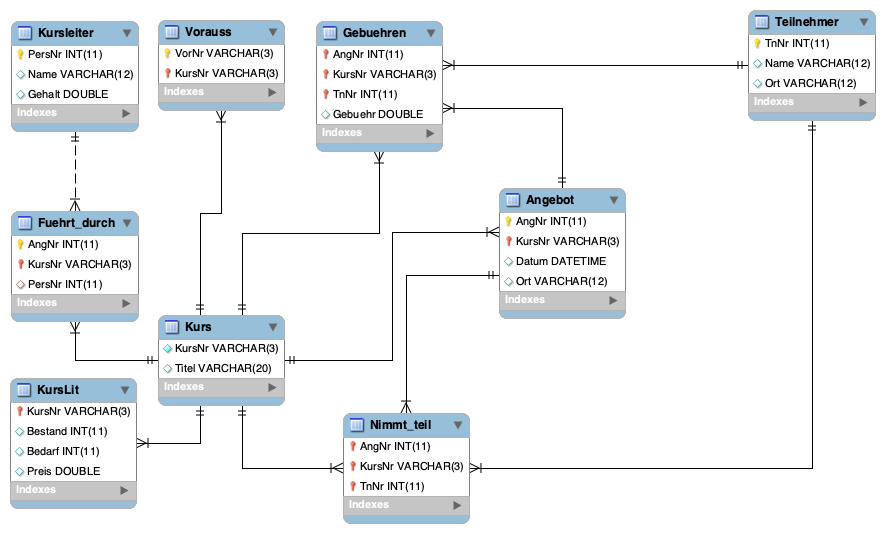 Kursleiter
PersNr INT(11)
Name VARCHAR(12)
Gehalt DOUBLE
Indexes
Vorauss
VorNr VARCHAR(3)
KursNr VARCHAR(3)
Indexes
Gebuehren
AngNr INT(11)
KursNr VARCHAR(3)
TnNr INT(11)
Gebuehr DOUBLE
Indexes
Teilnehmer
TnNr INT(11)
Name VARCHAR(12)
Ort VARCHAR(12)
Indexes
Fuehrt_durch
AngNr INT(11)
KursNr VARCHAR(3)
PersNr INT(11)
Indexes
Angebot
AngNr INT(11)
KursNr VARCHAR(3)
Datum DATETIME
Ort VARCHAR(12)
Indexes
Kurs
KursNr VARCHAR(3)
Titel VARCHAR(20)
Indexes
KursLit
KursNr VARCHAR(3)
Bestand INT(11)
Bedarf INT(11)
Preis DOUBLE
Indexes
Nimmt_teil
AngNr INT(11)
KursNr VARCHAR(3)
TnNr INT(11)
Indexes